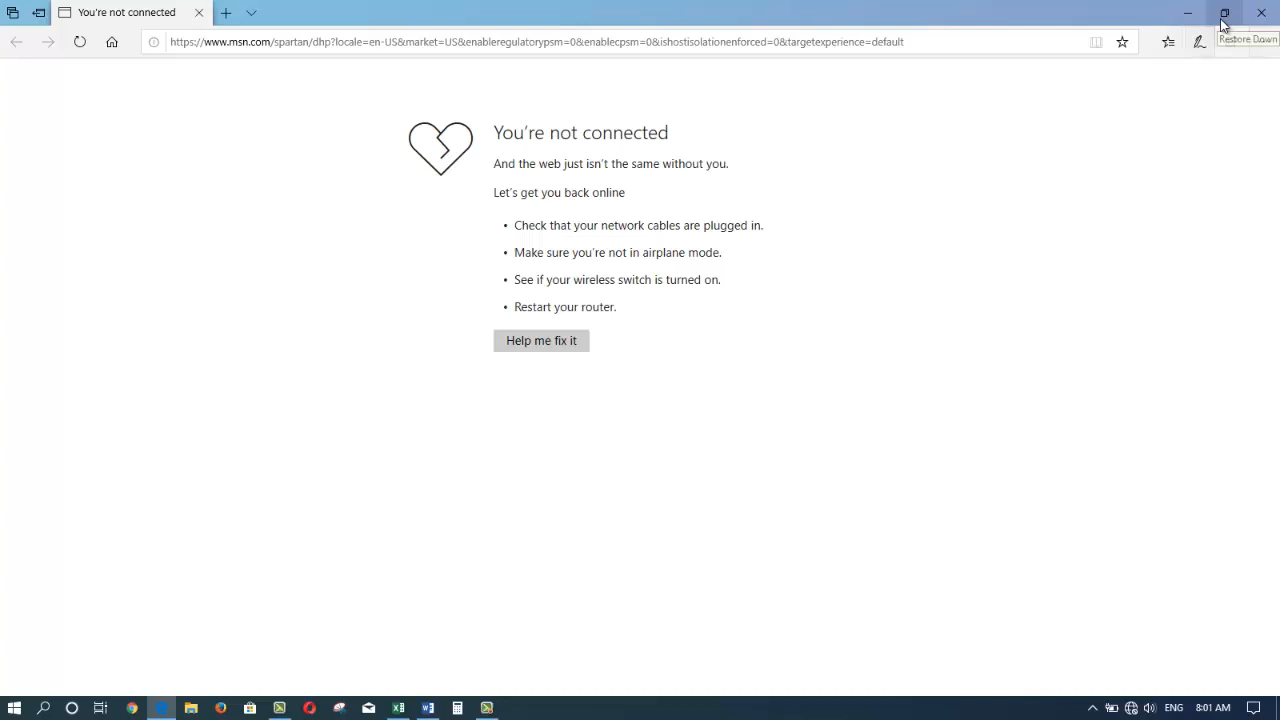 You're not connected
https://www.msn.com/spartan/dhp?locale=en-US&market=US&enableregulatorypsm=0&enablecpsm=0&ishostisolationenforced=0&targetexperience=default
Restore Down
You're not connected
And the web just isn't the same without you.
Let's get you back online
• Check that your network cables are plugged in.
• Make sure you're not in airplane mode.
• See if your wireless switch is turned on.
• Restart your router.
Help me fix it
ENG 8:01 AM